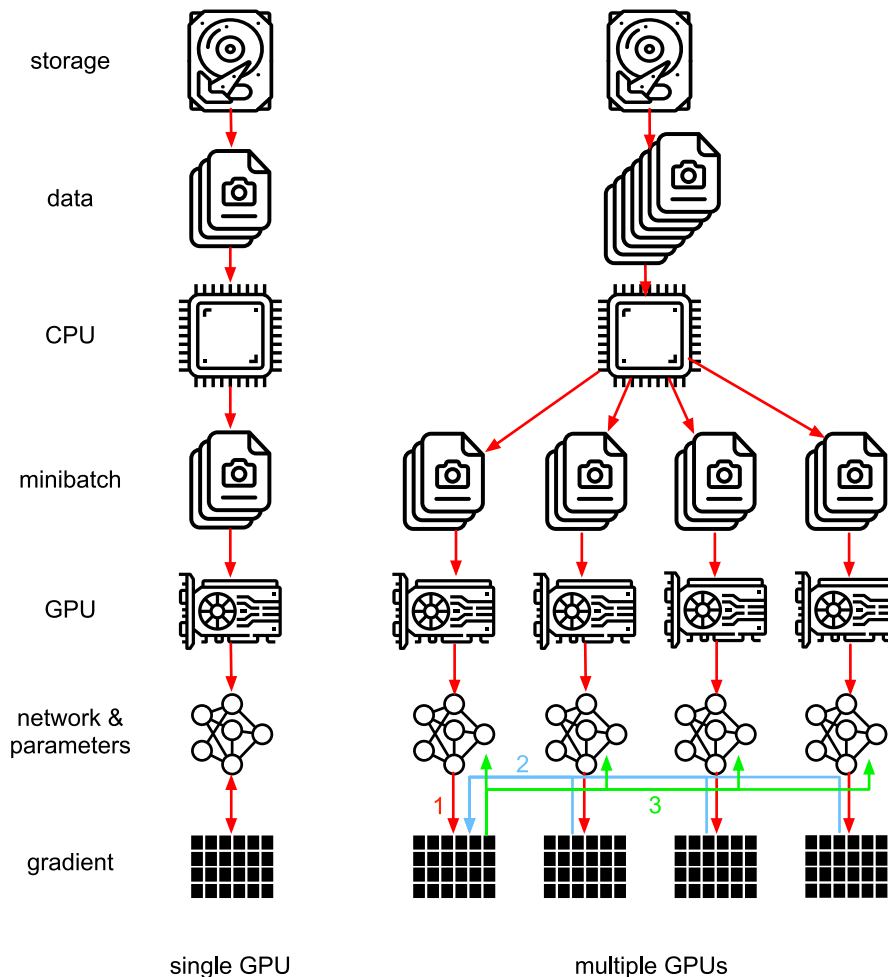 storage
data
CPU
minibatch
GPU
network &
parameters
2
1
3
gradient
single GPU
multiple GPUs